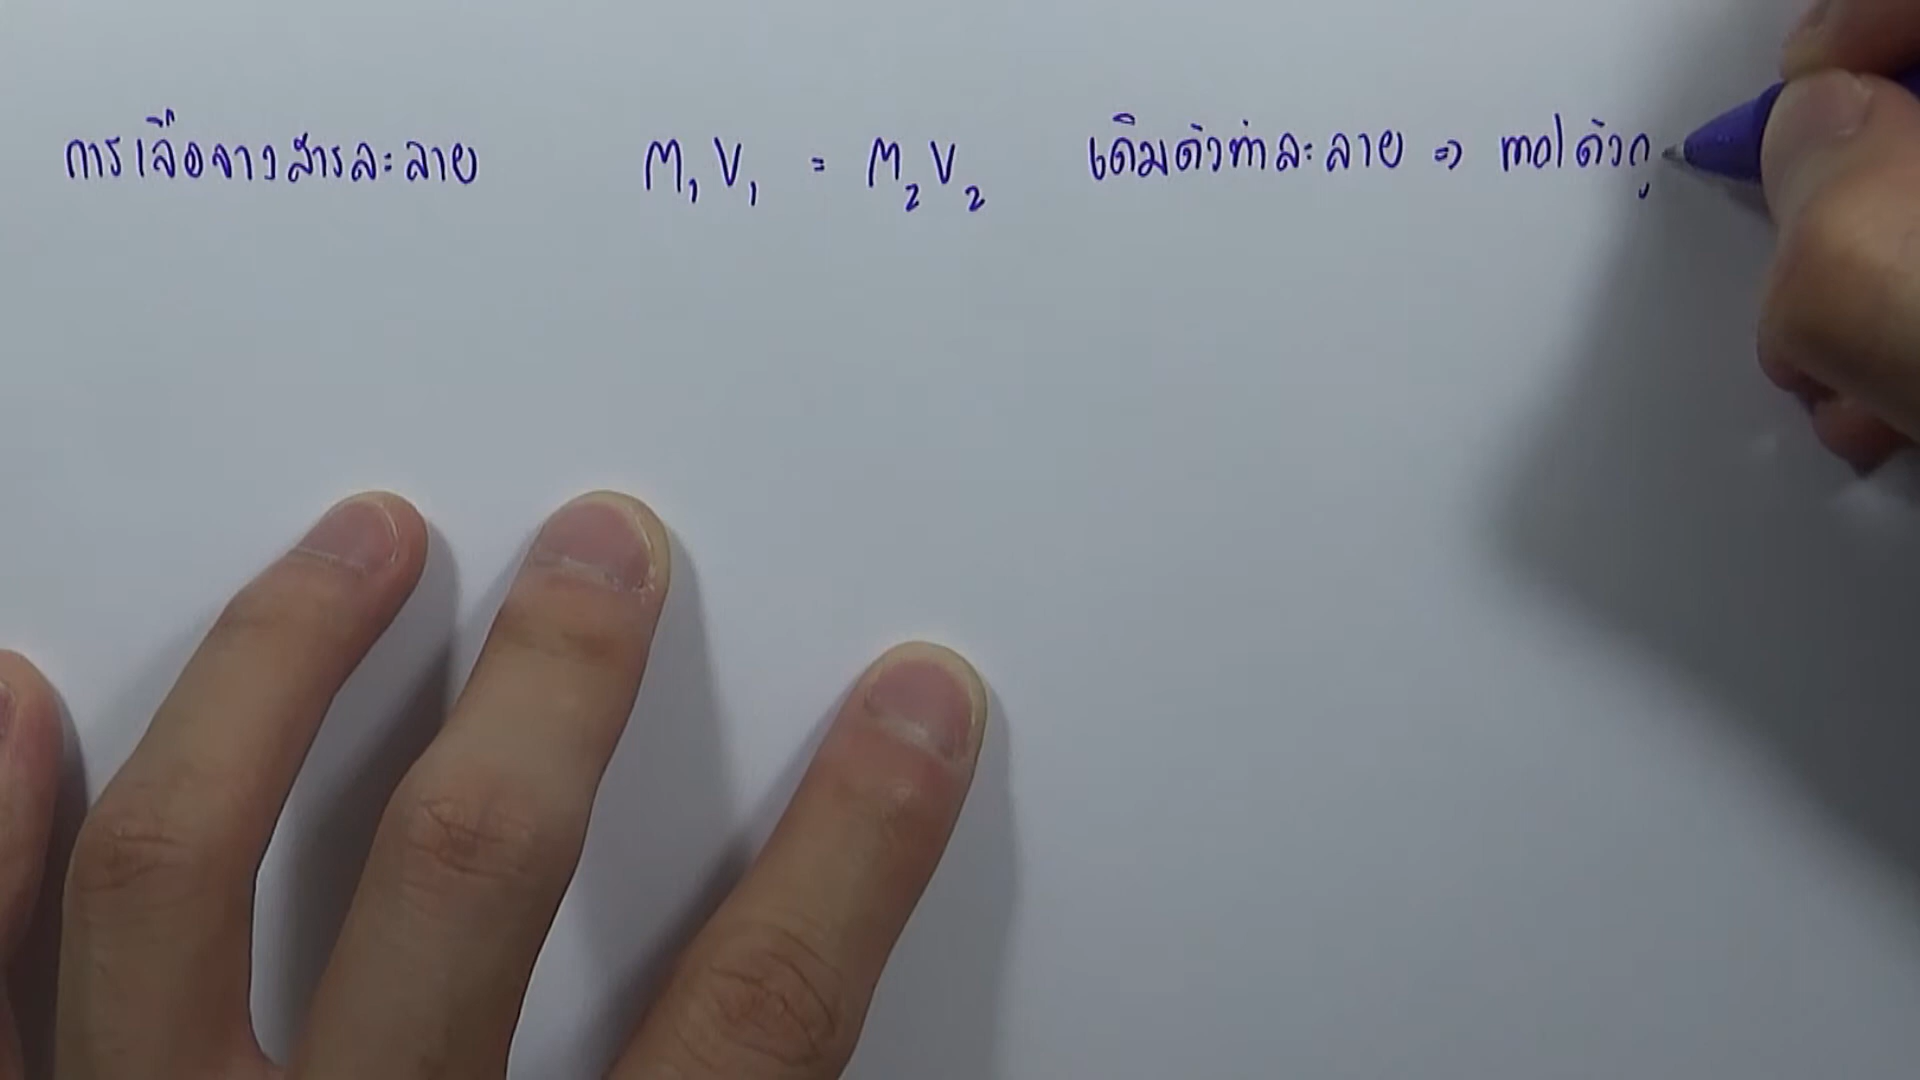 การเจือจางสารละลาย M₁V₁ = M₂V₂ เติมตัวทำละลาย => mol ตัวถู